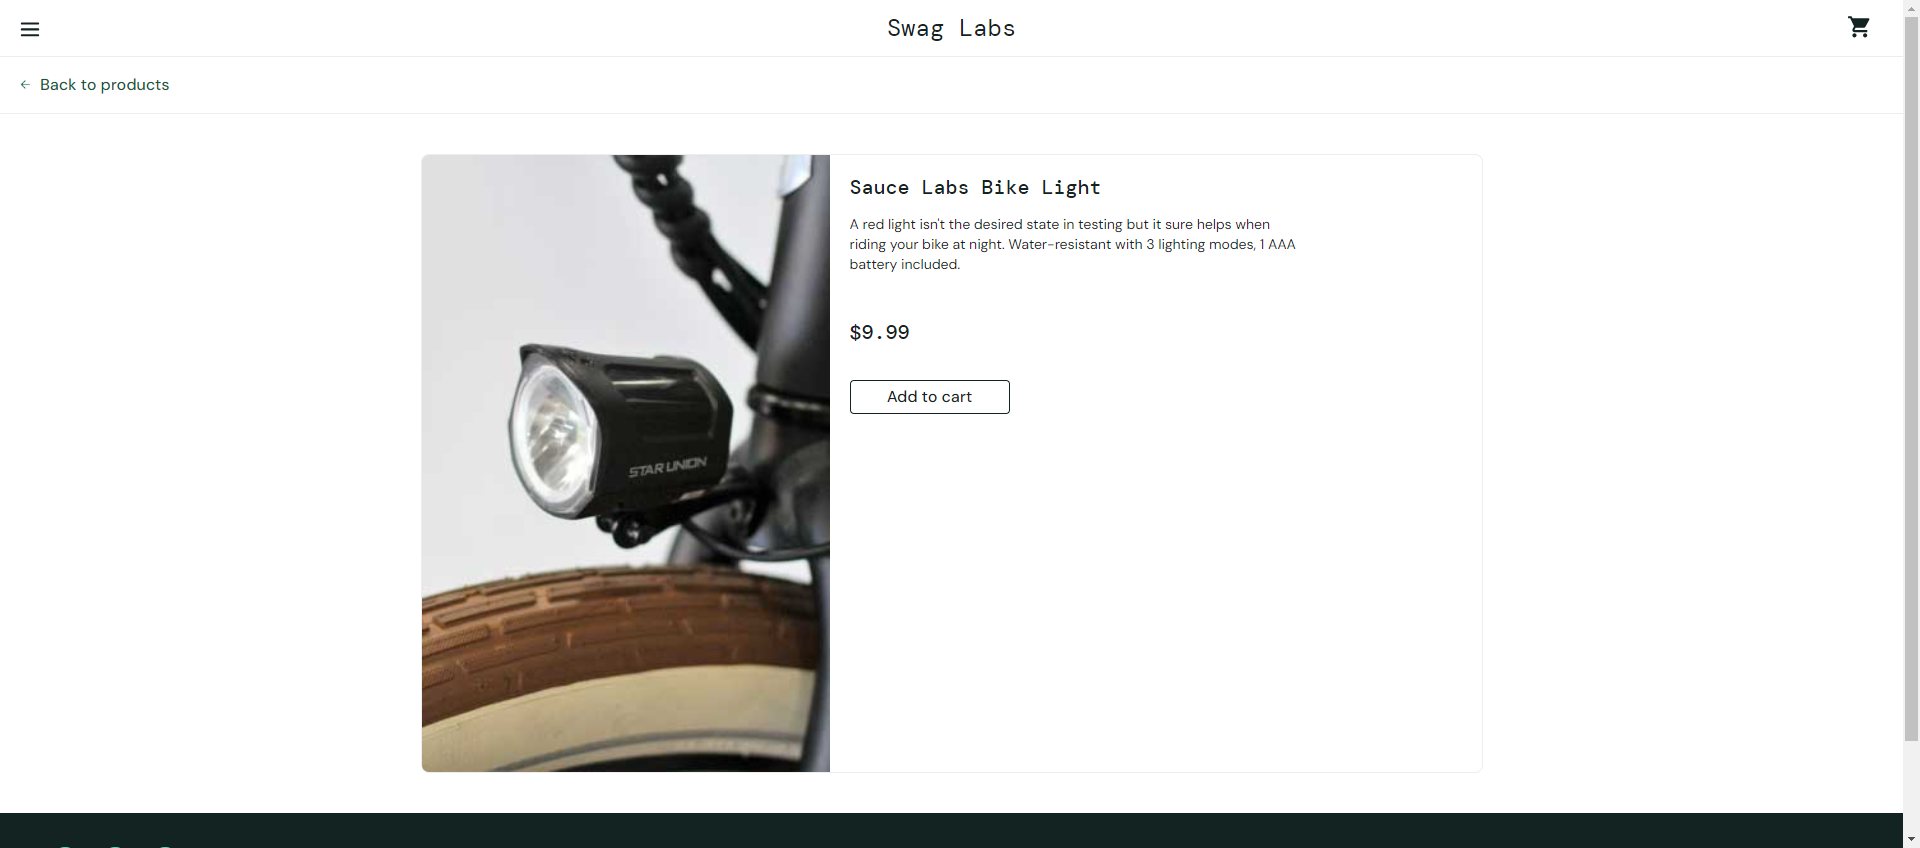 Swag Labs
Back to products
Sauce Labs Bike Light
A red light isn't the desired state in testing but it sure helps when
riding your bike at night. Water-resistant with 3 lighting modes, 1 AAA
battery included.
$9.99
Add to cart
STAR UNION